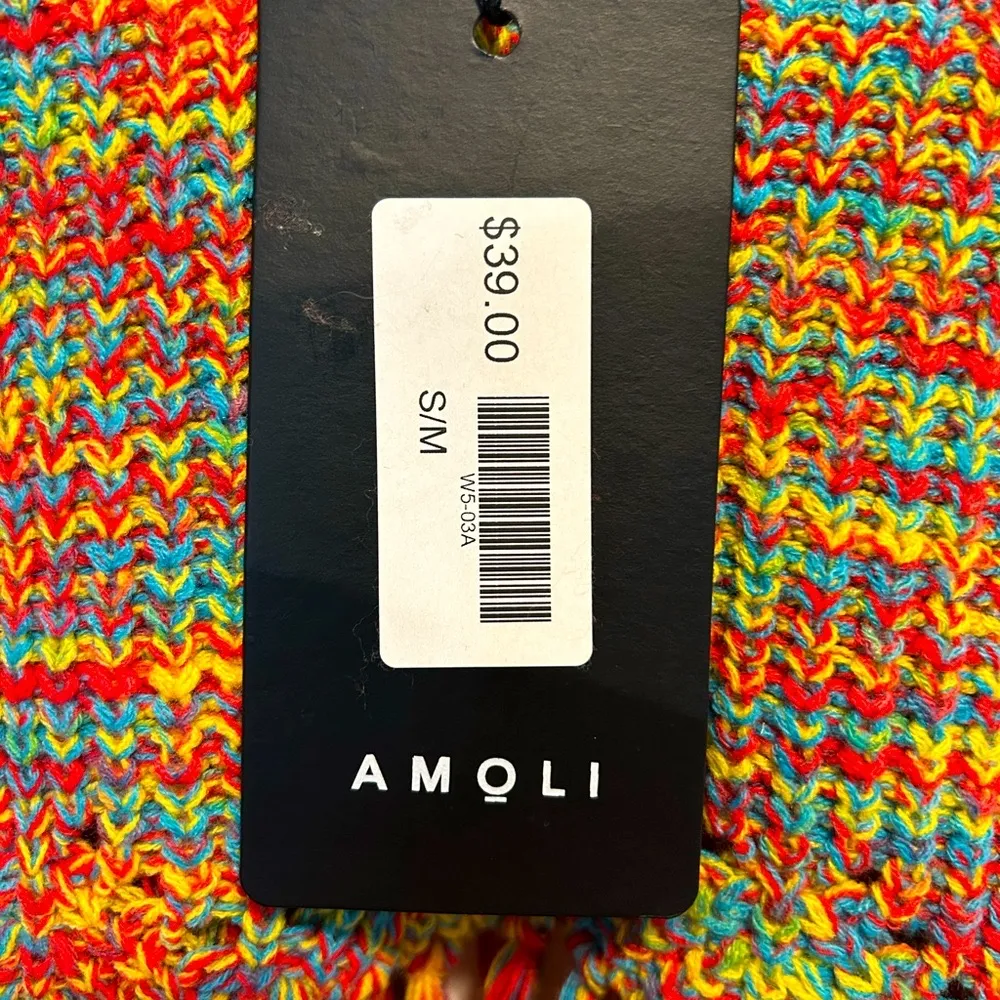 $39.00
S/M
W5-03A
AMOLI